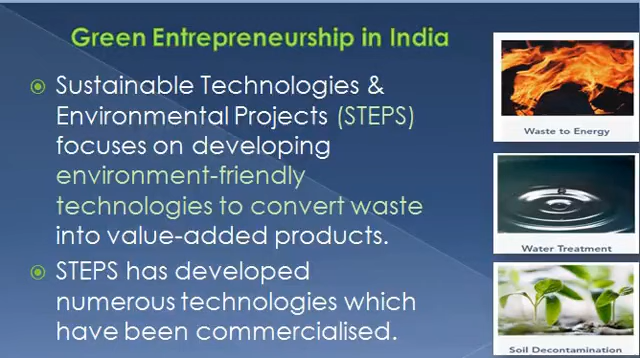 Green Entrepreneurship in India
Sustainable Technologies &
Environmental Projects (STEPS)
focuses on developing
environment-friendly
technologies to convert waste
into value-added products.
STEPS has developed
numerous technologies which
have been commercialised.
Waste to Energy
Water Treatment
Soil Decontamination